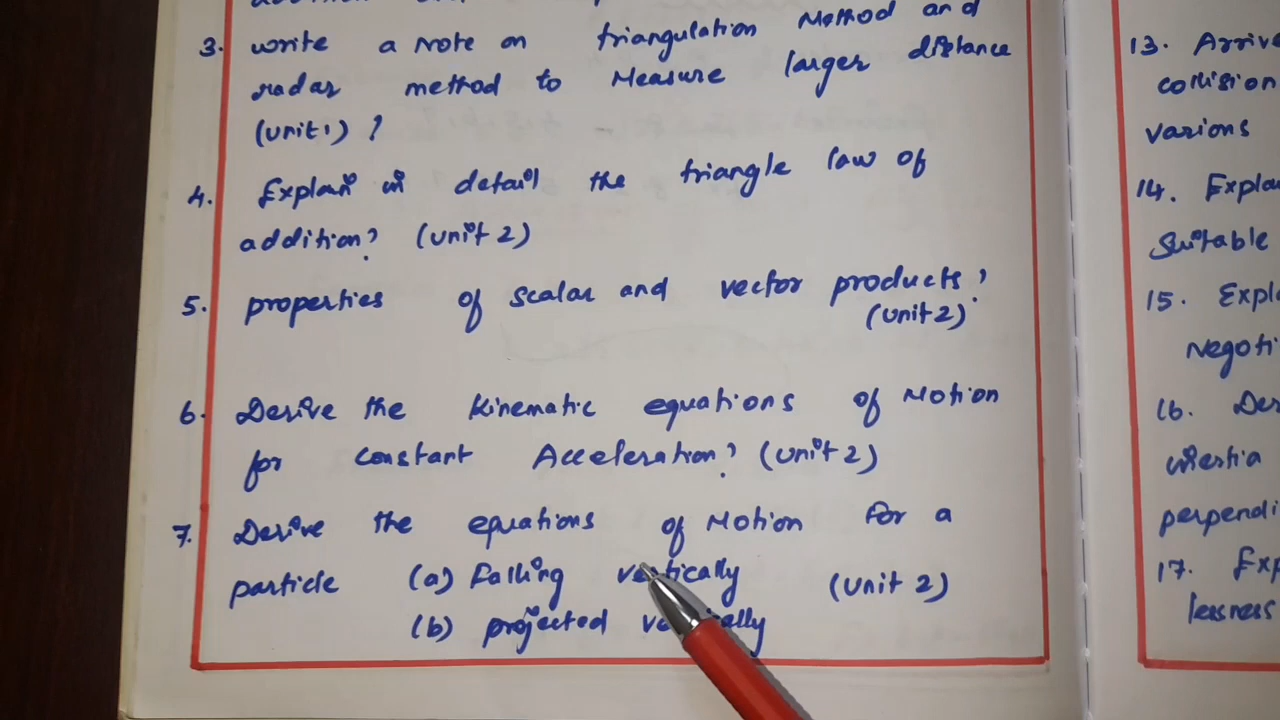 3. write a note on triangulation Method and
radar method to Measure larger distance
(unit 1) ?
4. Explain in detail the triangle law of
addition? (unit 2)
5. properties of scalar and vector products?
(unit 2)
6. Derive the kinematic equations of Motion
for constant Acceleration? (unit 2)
7. Derive the equations of Motion for a
particle (a) falling vertically (unit 2)
(b) projected vertically
13. Arrive
collision
various
14. Expla
Suitable
15. Expl
Negoti
16. Der
inertia
perpendi
17. Exp
lessness